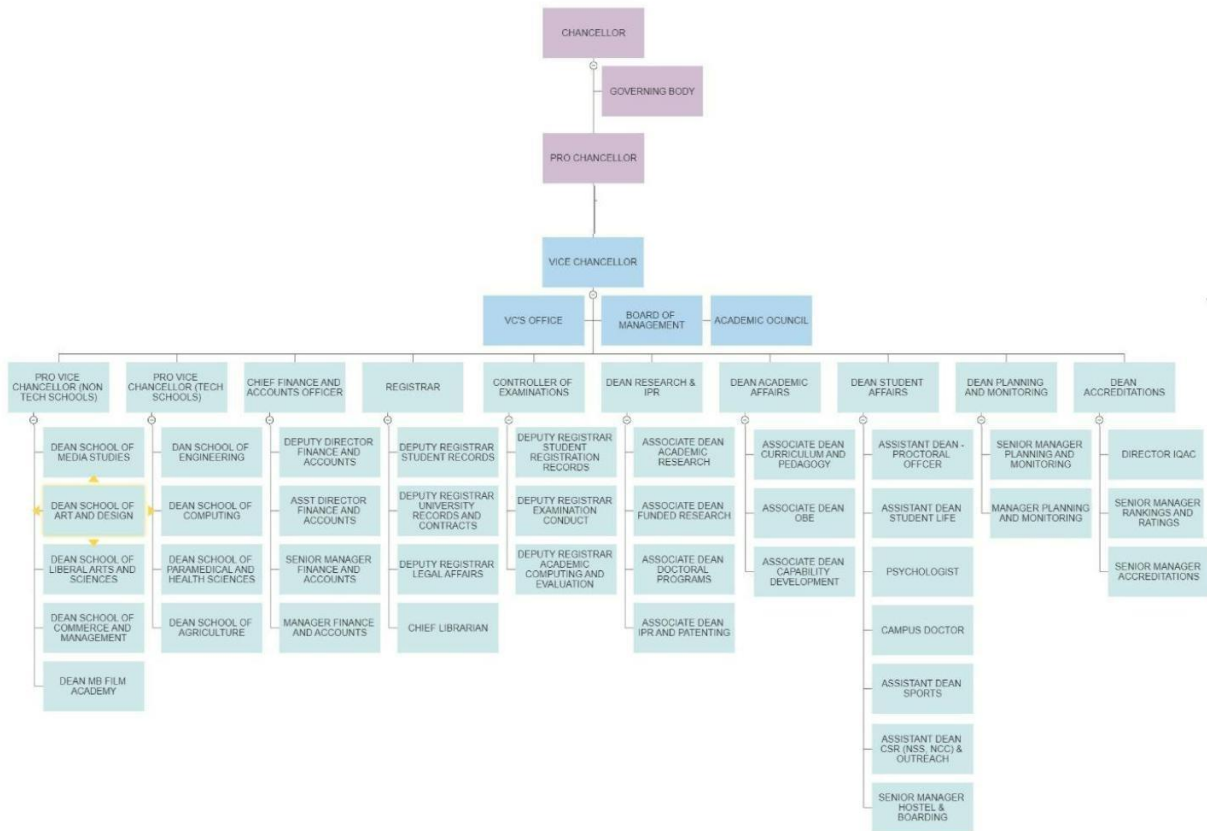 CHANCELLOR
GOVERNING BODY
PRO CHANCELLOR
VICE CHANCELLOR
VC'S OFFICE
BOARD OF
MANAGEMENT
ACADEMIC OCUNCIL
PRO VICE
CHANCELLOR (NON
TECH SCHOOLS)
PRO VICE
CHANCELLOR (TECH
SCHOOLS)
CHIEF FINANCE AND
ACCOUNTS OFFICER
REGISTRAR
CONTROLLER OF
EXAMINATIONS
DEAN RESEARCH &
IPR
DEAN ACADEMIC
AFFAIRS
DEAN STUDENT
AFFAIRS
DEAN PLANNING
AND MONITORING
DEAN
ACCREDITATIONS
DEAN SCHOOL OF
MEDIA STUDIES
DEAN SCHOOL OF
ART AND DESIGN
DEAN SCHOOL OF
LIBERAL ARTS AND
SCIENCES
DEAN SCHOOL OF
COMMERCE AND
MANAGEMENT
DEAN MB FILM
ACADEMY
DAN SCHOOL OF
ENGINEERING
DEAN SCHOOL OF
COMPUTING
DEAN SCHOOL OF
PARAMEDICAL AND
HEALTH SCIENCES
DEAN SCHOOL OF
AGRICULTURE
DEPUTY DIRECTOR
FINANCE AND
ACCOUNTS
ASST DIRECTOR
FINANCE AND
ACCOUNTS
SENIOR MANAGER
FINANCE AND
ACCOUNTS
MANAGER FINANCE
AND ACCOUNTS
DEPUTY REGISTRAR
STUDENT RECORDS
DEPUTY REGISTRAR
UNIVERSITY
RECORDS AND
CONTRACTS
DEPUTY REGISTRAR
LEGAL AFFAIRS
CHIEF LIBRARIAN
DEPUTY REGISTRAR
STUDENT
REGISTRATION
RECORDS
DEPUTY REGISTRAR
EXAMINATION
CONDUCT
DEPUTY REGISTRAR
ACADEMIC
COMPUTING AND
EVALUATION
ASSOCIATE DEAN
ACADEMIC
RESEARCH
ASSOCIATE DEAN
FUNDED RESEARCH
ASSOCIATE DEAN
DOCTORAL
PROGRAMS
ASSOCIATE DEAN
IPR AND PATENTING
ASSOCIATE DEAN
CURRICULUM AND
PEDAGOGY
ASSOCIATE DEAN
OBE
ASSOCIATE DEAN
CAPABILITY
DEVELOPMENT
ASSISTANT DEAN -
PROCTORAL
OFFCER
ASSISTANT DEAN
STUDENT LIFE
PSYCHOLOGIST
CAMPUS DOCTOR
ASSISTANT DEAN
SPORTS
ASSISTANT DEAN
CSR (NSS, NCC) &
OUTREACH
SENIOR MANAGER
HOSTEL &
BOARDING
SENIOR MANAGER
PLANNING AND
MONITORING
MANAGER PLANNING
AND MONITORING
DIRECTOR IQAC
SENIOR MANAGER
RANKINGS AND
RATINGS
SENIOR MANAGER
ACCREDITATIONS